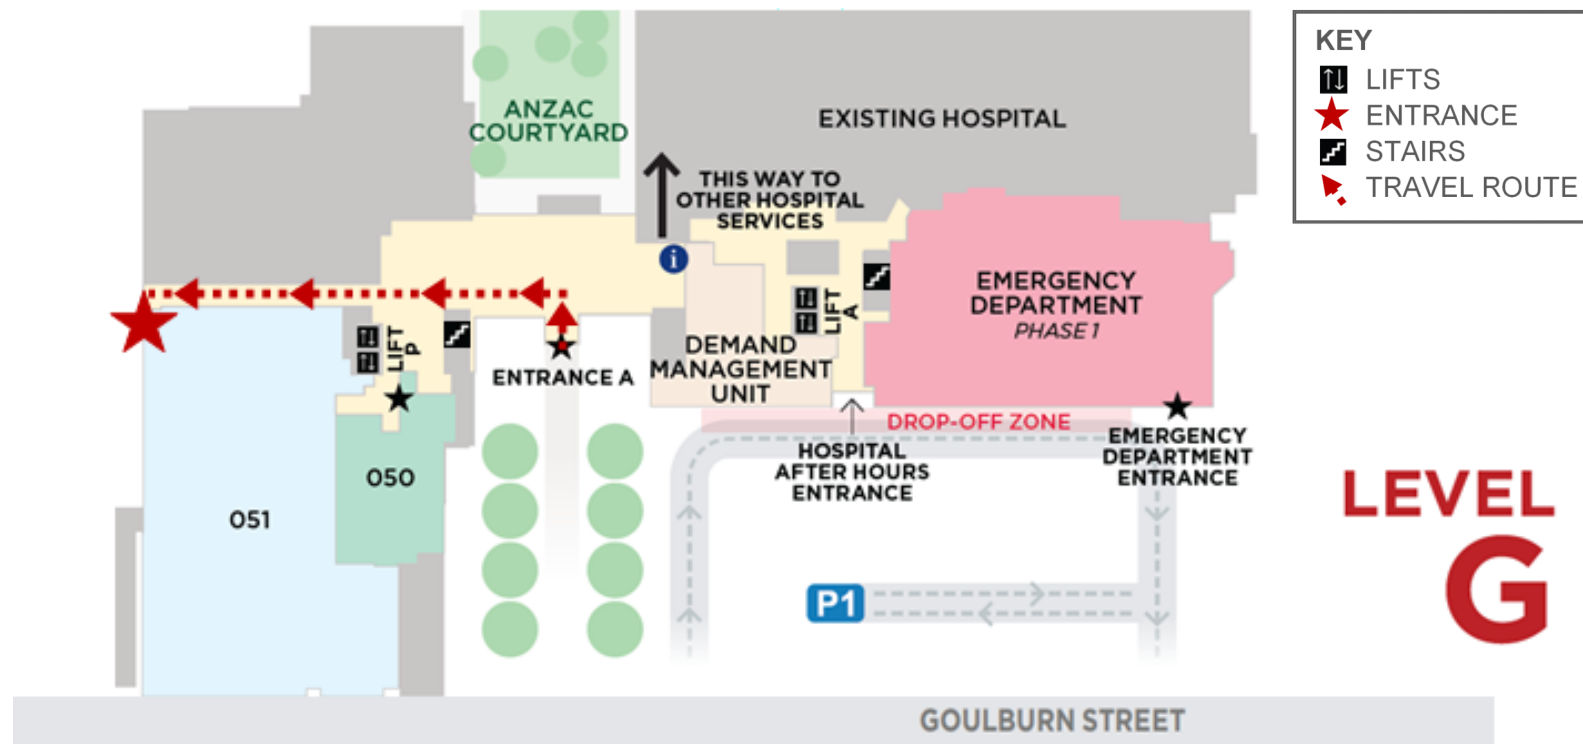 KEY
LIFTS
ENTRANCE
STAIRS
TRAVEL ROUTE
ANZAC
COURTYARD
EXISTING HOSPITAL
THIS WAY TO
OTHER HOSPITAL
SERVICES
i
EMERGENCY
DEPARTMENT
PHASE 1
LIFT
A
LIFT
P
DEMAND
MANAGEMENT
UNIT
ENTRANCE A
DROP-OFF ZONE
HOSPITAL
AFTER HOURS
ENTRANCE
EMERGENCY
DEPARTMENT
ENTRANCE
050
051
P1
LEVEL
G
GOULBURN STREET